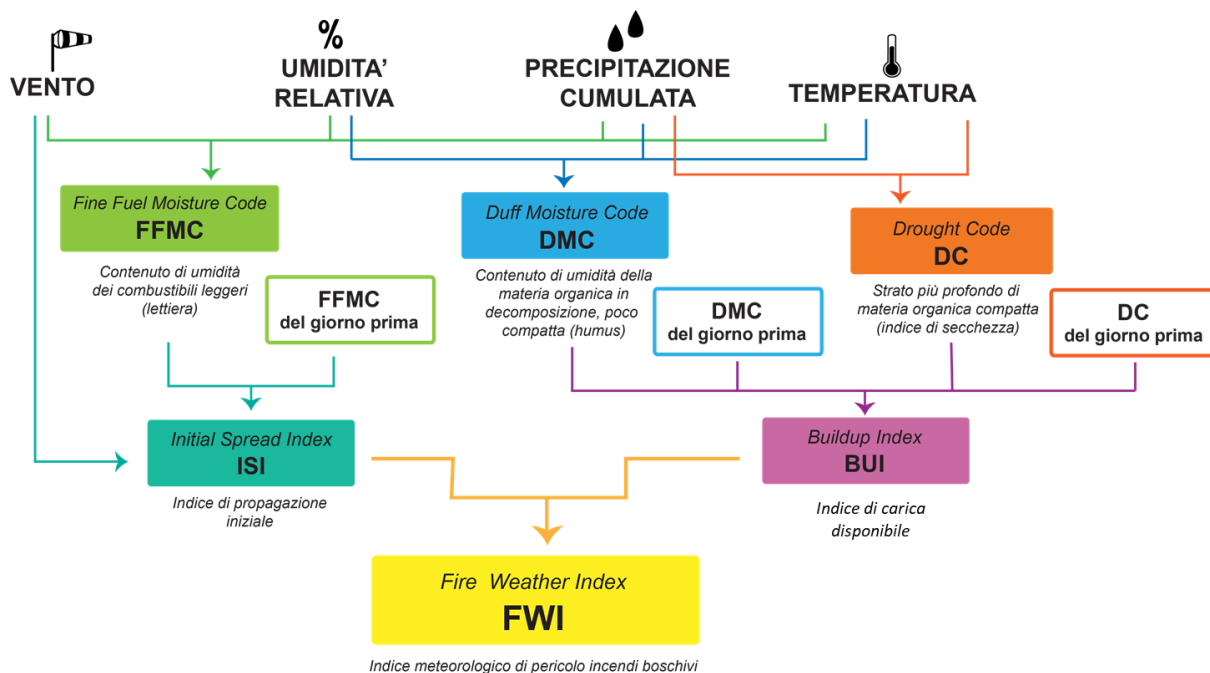 VENTO
%
UMIDITA'
RELATIVA
PRECIPITAZIONE
CUMULATA
TEMPERATURA
Fine Fuel Moisture Code
FFMC
Contenuto di umidità
dei combustibili leggeri
(lettiera)
FFMC
del giorno prima
Duff Moisture Code
DMC
Contenuto di umidità della
materia organica in
decomposizione, poco
compatta (humus)
DMC
del giorno prima
Drought Code
DC
Strato più profondo di
materia organica compatta
(indice di secchezza)
DC
del giorno prima
Initial Spread Index
ISI
Indice di propagazione
iniziale
Buildup Index
BUI
Indice di carica
disponibile
Fire Weather Index
FWI
Indice meteorologico di pericolo incendi boschivi